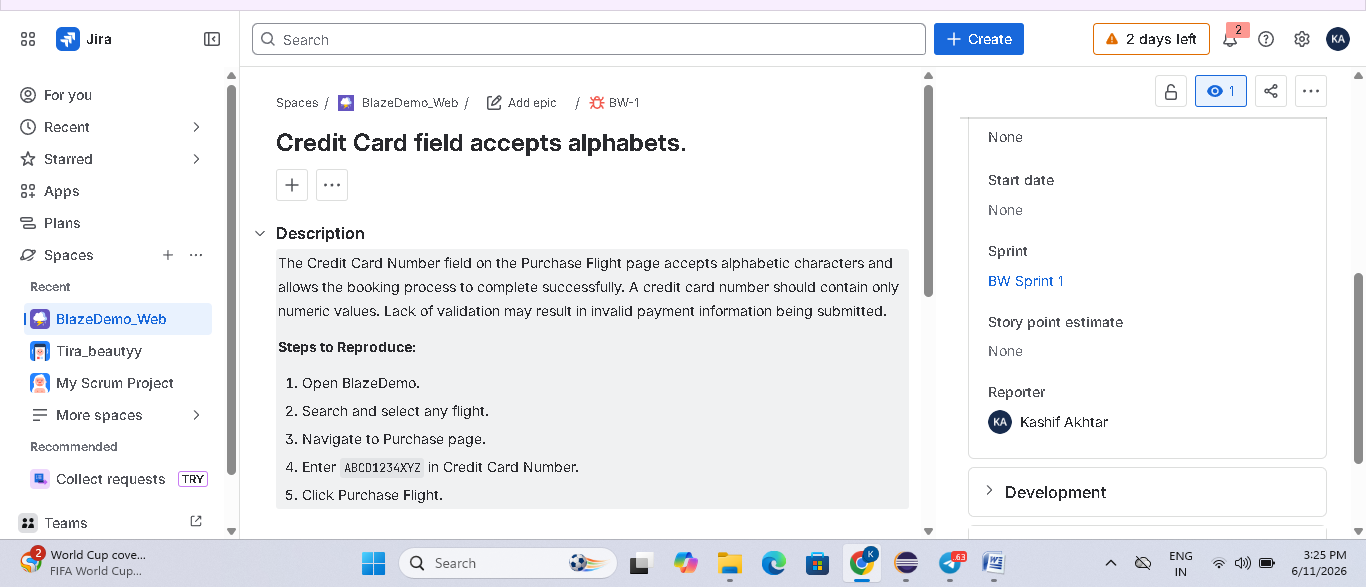 Jira
Search
Create
2 days left
2
KA
For you
Recent
Starred
Apps
Plans
Spaces
Recent
BlazeDemo_Web
Tira_beautyy
My Scrum Project
More spaces
Recommended
Collect requests TRY
Teams
Spaces / BlazeDemo_Web / Add epic / BW-1
Credit Card field accepts alphabets.
Description
The Credit Card Number field on the Purchase Flight page accepts alphabetic characters and
allows the booking process to complete successfully. A credit card number should contain only
numeric values. Lack of validation may result in invalid payment information being submitted.
Steps to Reproduce:
1. Open BlazeDemo.
2. Search and select any flight.
3. Navigate to Purchase page.
4. Enter ABCD1234XYZ in Credit Card Number.
5. Click Purchase Flight.
1
None
Start date
None
Sprint
BW Sprint 1
Story point estimate
None
Reporter
KA Kashif Akhtar
Development
2
World Cup cove...
FIFA World Cup...
Search
K
.63
ENG
IN
3:25 PM
6/11/2026